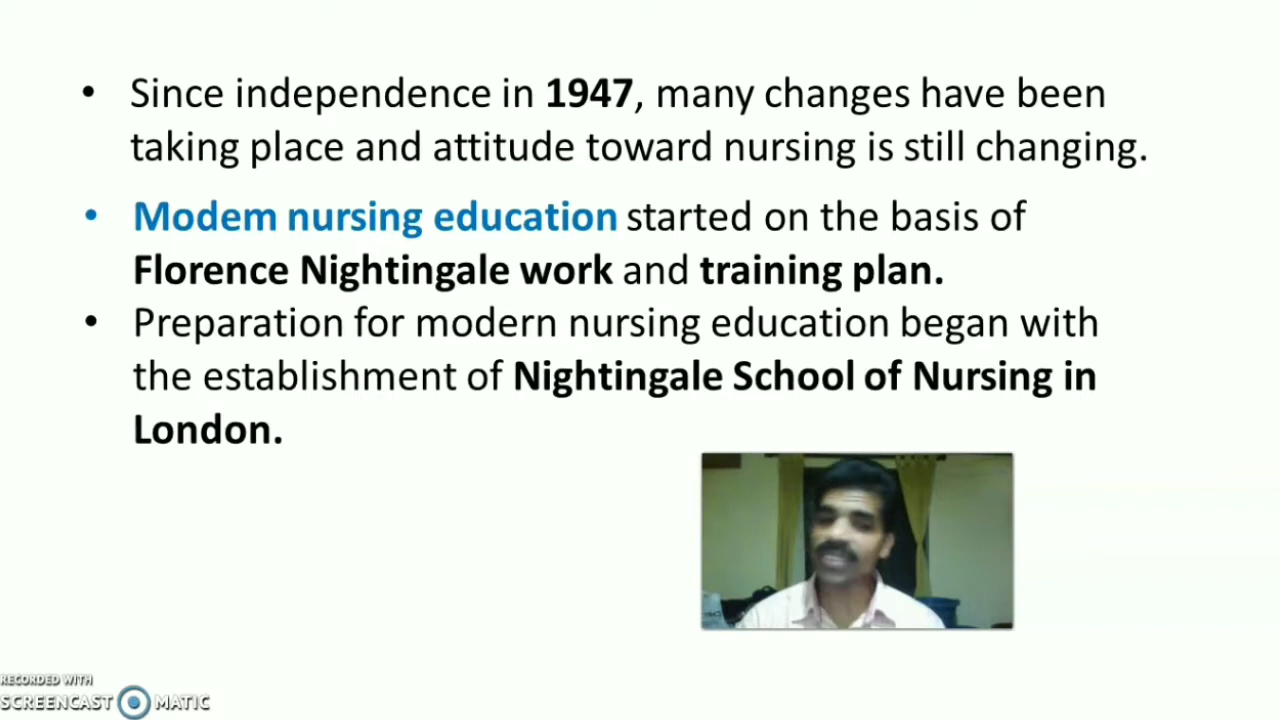 • Since independence in 1947, many changes have been
taking place and attitude toward nursing is still changing.
• Modem nursing education started on the basis of
Florence Nightingale work and training plan.
• Preparation for modern nursing education began with
the establishment of Nightingale School of Nursing in
London.
RECORDED WITH
SCREENCAST MATIC